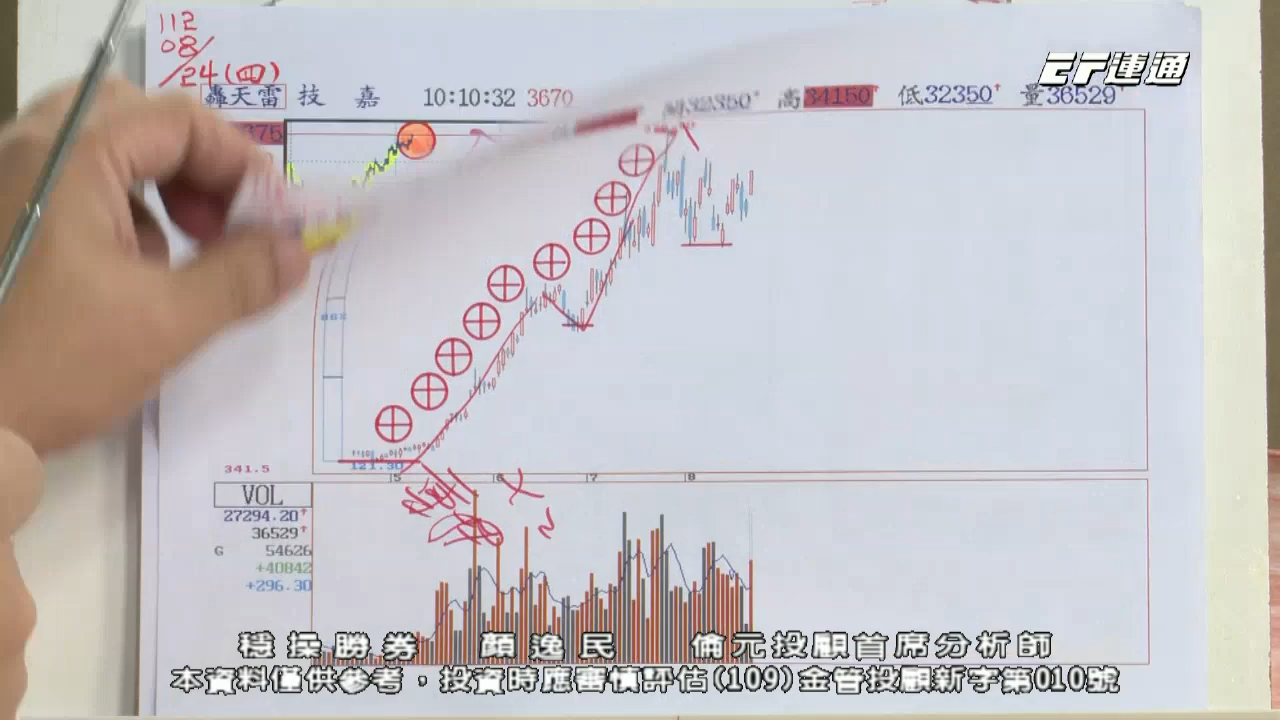 112
08/
/24(四)
EF運通
轟天雷 技 嘉 10:10:32 3670 32350 高34150 低32350 量36529
375
341.5
121.50
5 6 7 8
VOL
27294.20
36529
G 54626
+40842
+296.30
穩操勝券 顏逸民 倫元投顧首席分析師
本資料僅供參考，投資時應審慎評估(109)金管投顧新字第010號